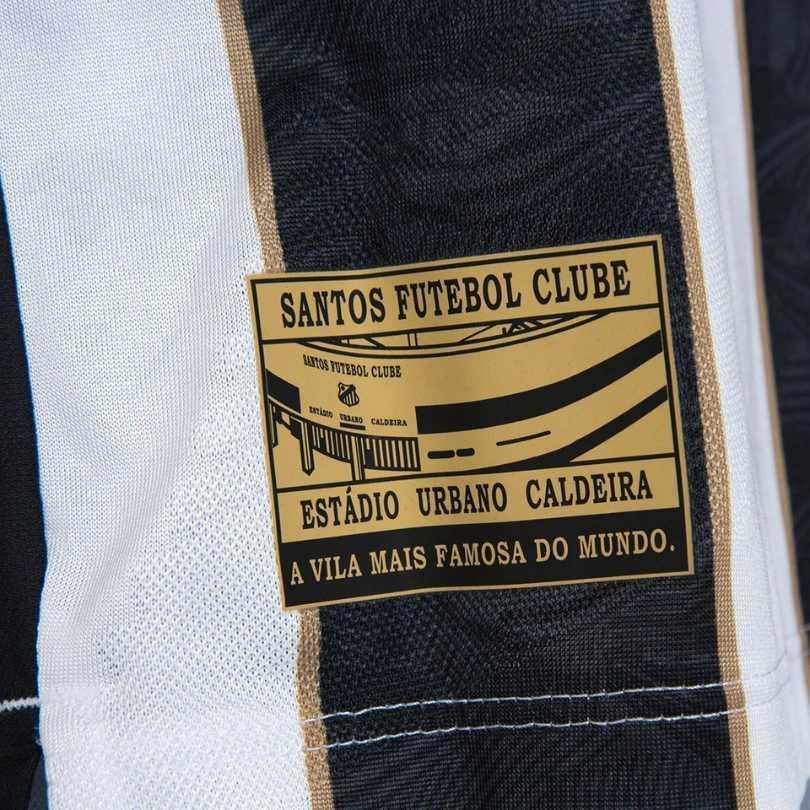 SANTOS FUTEBOL CLUBE
SANTOS FUTEBOL CLUBE
ESTÁDIO URBANO CALDEIRA
ESTÁDIO URBANO CALDEIRA
A VILA MAIS FAMOSA DO MUNDO.